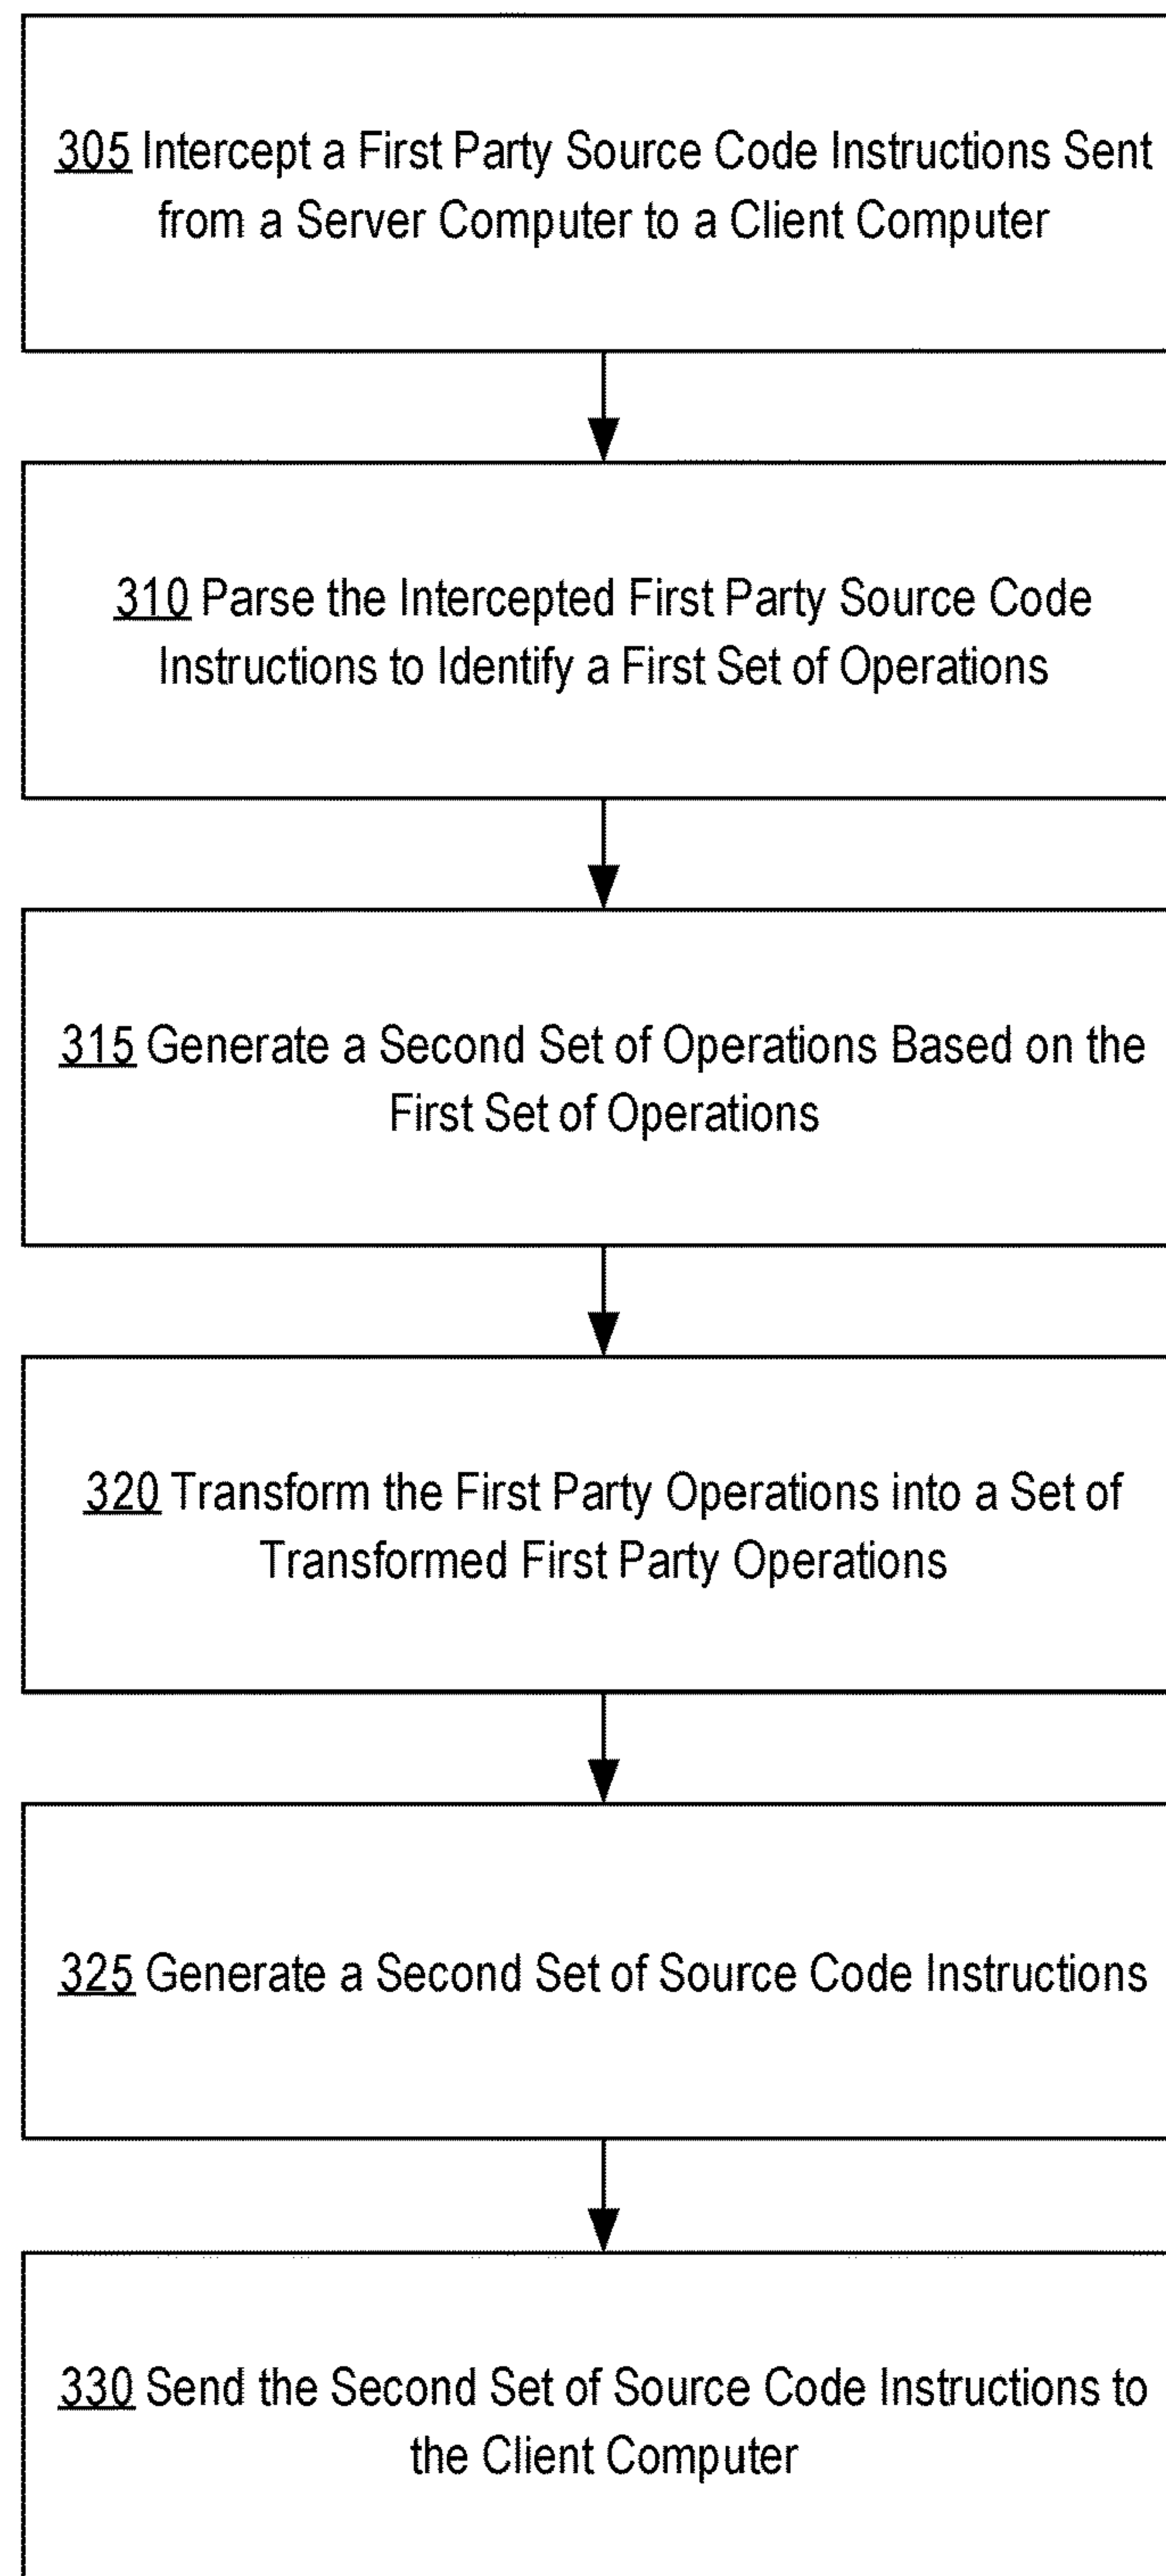 305 Intercept a First Party Source Code Instructions Sent
from a Server Computer to a Client Computer
310 Parse the Intercepted First Party Source Code
Instructions to Identify a First Set of Operations
315 Generate a Second Set of Operations Based on the
First Set of Operations
320 Transform the First Party Operations into a Set of
Transformed First Party Operations
325 Generate a Second Set of Source Code Instructions
330 Send the Second Set of Source Code Instructions to
the Client Computer